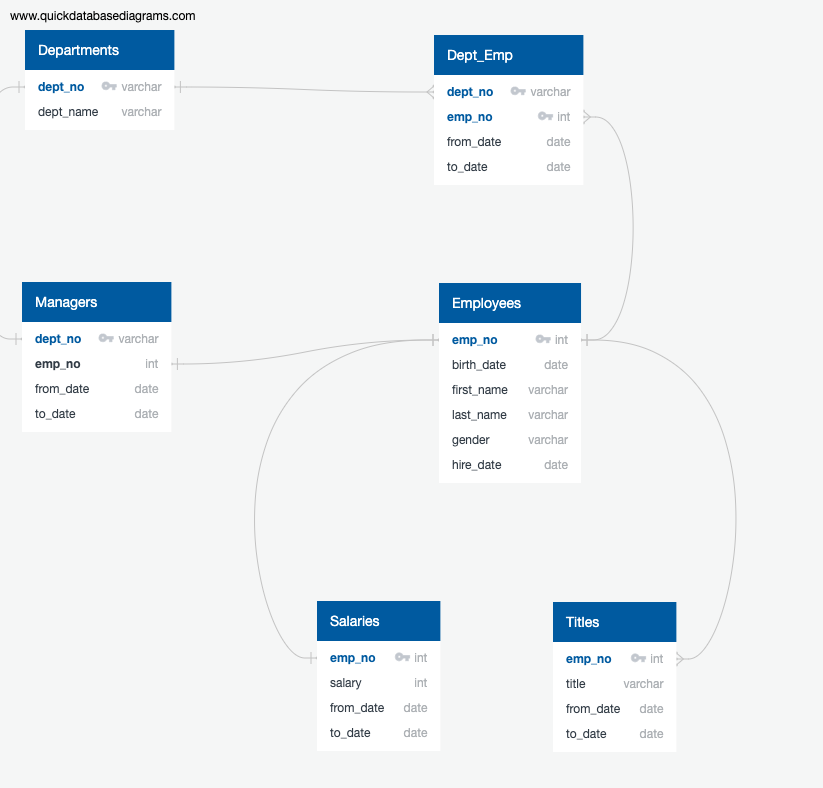 www.quickdatabasediagrams.com
Departments
dept_no varchar
dept_name varchar
Dept_Emp
dept_no varchar
emp_no int
from_date date
to_date date
Managers
dept_no varchar
emp_no int
from_date date
to_date date
Employees
emp_no int
birth_date date
first_name varchar
last_name varchar
gender varchar
hire_date date
Salaries
emp_no int
salary int
from_date date
to_date date
Titles
emp_no int
title varchar
from_date date
to_date date